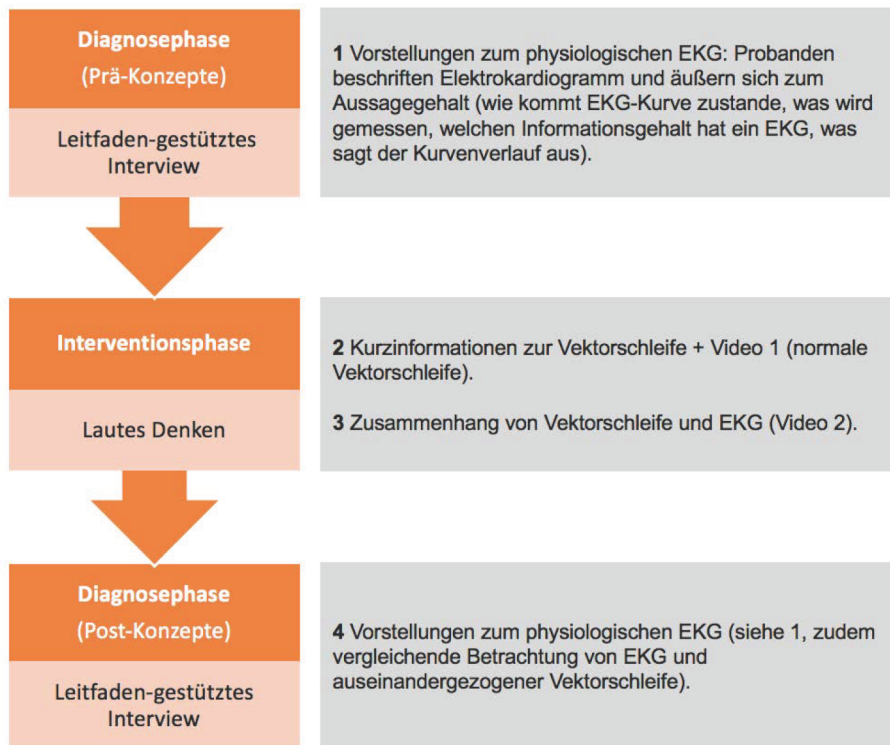 Diagnosephase
(Prä-Konzepte)
Leitfaden-gestütztes
Interview
1 Vorstellungen zum physiologischen EKG: Probanden
beschriften Elektrokardiogramm und äußern sich zum
Aussagegehalt (wie kommt EKG-Kurve zustande, was wird
gemessen, welchen Informationsgehalt hat ein EKG, was
sagt der Kurvenverlauf aus).
Interventionsphase
Lautes Denken
2 Kurzinformationen zur Vektorschleife + Video 1 (normale
Vektorschleife).
3 Zusammenhang von Vektorschleife und EKG (Video 2).
Diagnosephase
(Post-Konzepte)
Leitfaden-gestütztes
Interview
4 Vorstellungen zum physiologischen EKG (siehe 1, zudem
vergleichende Betrachtung von EKG und
auseinandergezogener Vektorschleife).